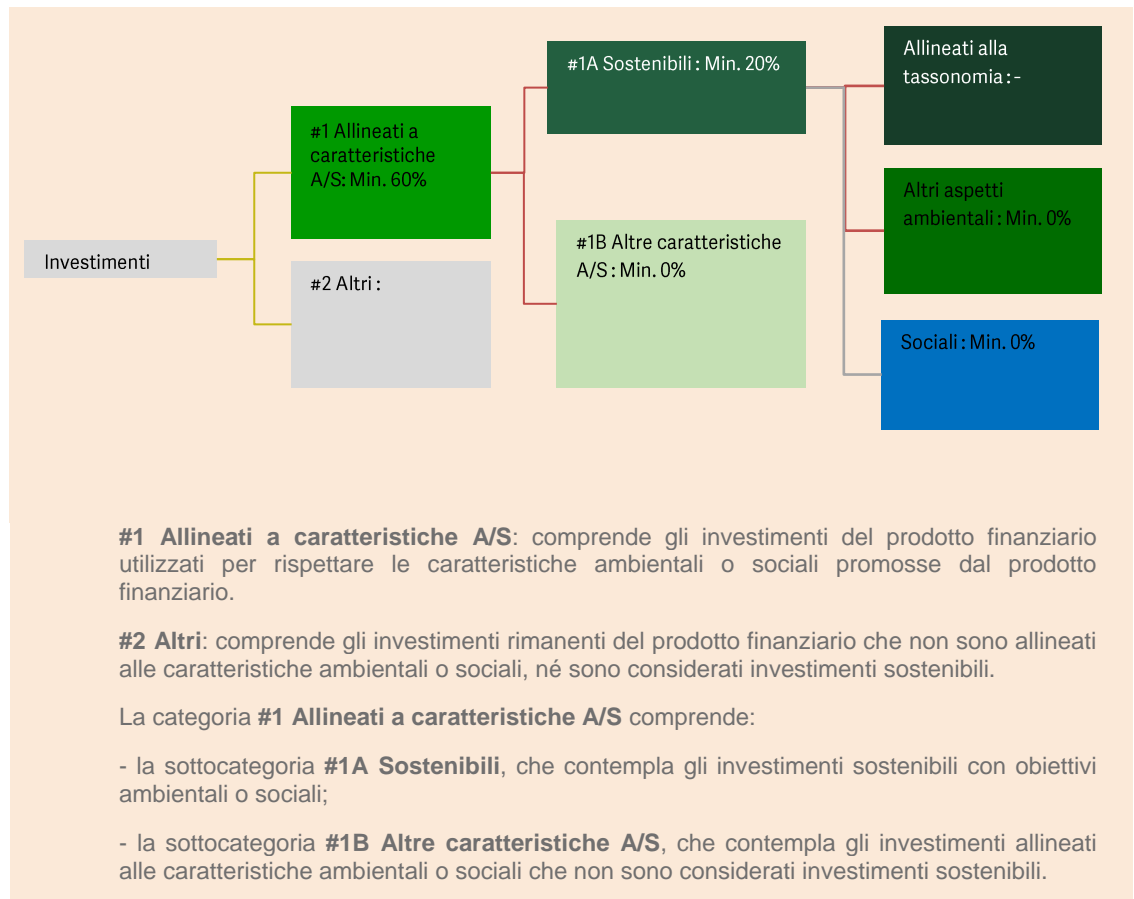 Allineati alla
tassonomia : -
#1A Sostenibili : Min. 20%
#1 Allineati a
caratteristiche
A/S: Min. 60%
Altri aspetti
ambientali : Min. 0%
#1B Altre caratteristiche
A/S : Min. 0%
Investimenti
#2 Altri :
Sociali : Min. 0%
#1 Allineati a caratteristiche A/S: comprende gli investimenti del prodotto finanziario
utilizzati per rispettare le caratteristiche ambientali o sociali promosse dal prodotto
finanziario.
#2 Altri: comprende gli investimenti rimanenti del prodotto finanziario che non sono allineati
alle caratteristiche ambientali o sociali, né sono considerati investimenti sostenibili.
La categoria #1 Allineati a caratteristiche A/S comprende:
- la sottocategoria #1A Sostenibili, che contempla gli investimenti sostenibili con obiettivi
ambientali o sociali;
- la sottocategoria #1B Altre caratteristiche A/S, che contempla gli investimenti allineati
alle caratteristiche ambientali o sociali che non sono considerati investimenti sostenibili.